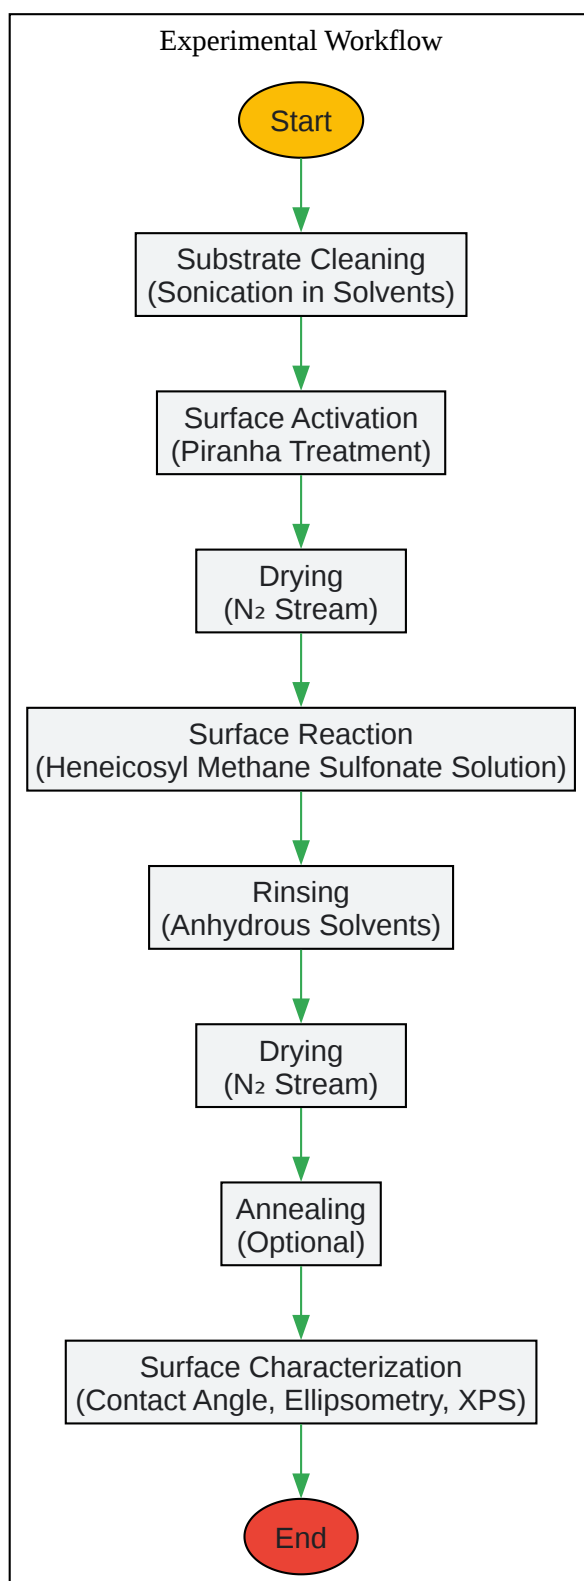 Experimental Workflow
Start
Substrate Cleaning
(Sonication in Solvents)
Surface Activation
(Piranha Treatment)
Drying
(N₂ Stream)
Surface Reaction
(Heneicosyl Methane Sulfonate Solution)
Rinsing
(Anhydrous Solvents)
Drying
(N₂ Stream)
Annealing
(Optional)
Surface Characterization
(Contact Angle, Ellipsometry, XPS)
End